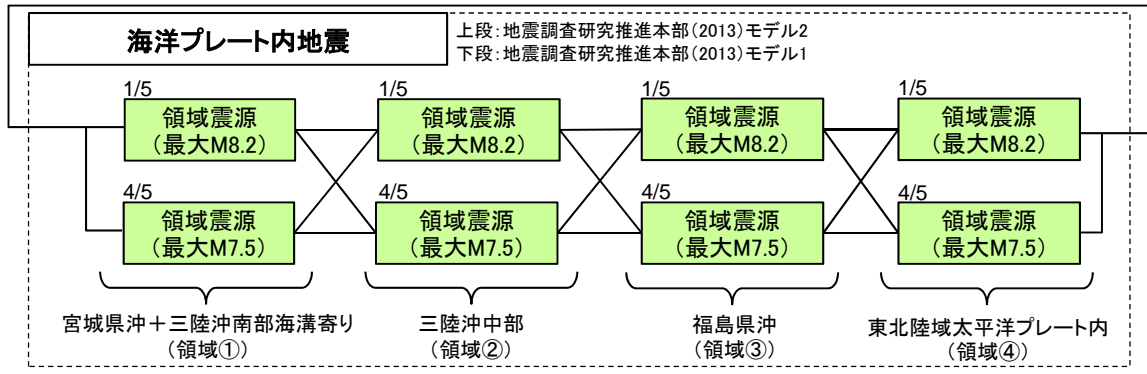 海洋プレート内地震
上段:地震調査研究推進本部(2013)モデル2
下段:地震調査研究推進本部(2013)モデル1
1/5
領域震源
(最大M8.2)
1/5
領域震源
(最大M8.2)
1/5
領域震源
(最大M8.2)
1/5
領域震源
(最大M8.2)
4/5
領域震源
(最大M7.5)
4/5
領域震源
(最大M7.5)
4/5
領域震源
(最大M7.5)
4/5
領域震源
(最大M7.5)
宮城県沖+三陸沖南部海溝寄り
(領域①)
三陸沖中部
(領域②)
福島県沖
(領域③)
東北陸域太平洋プレート内
(領域④)